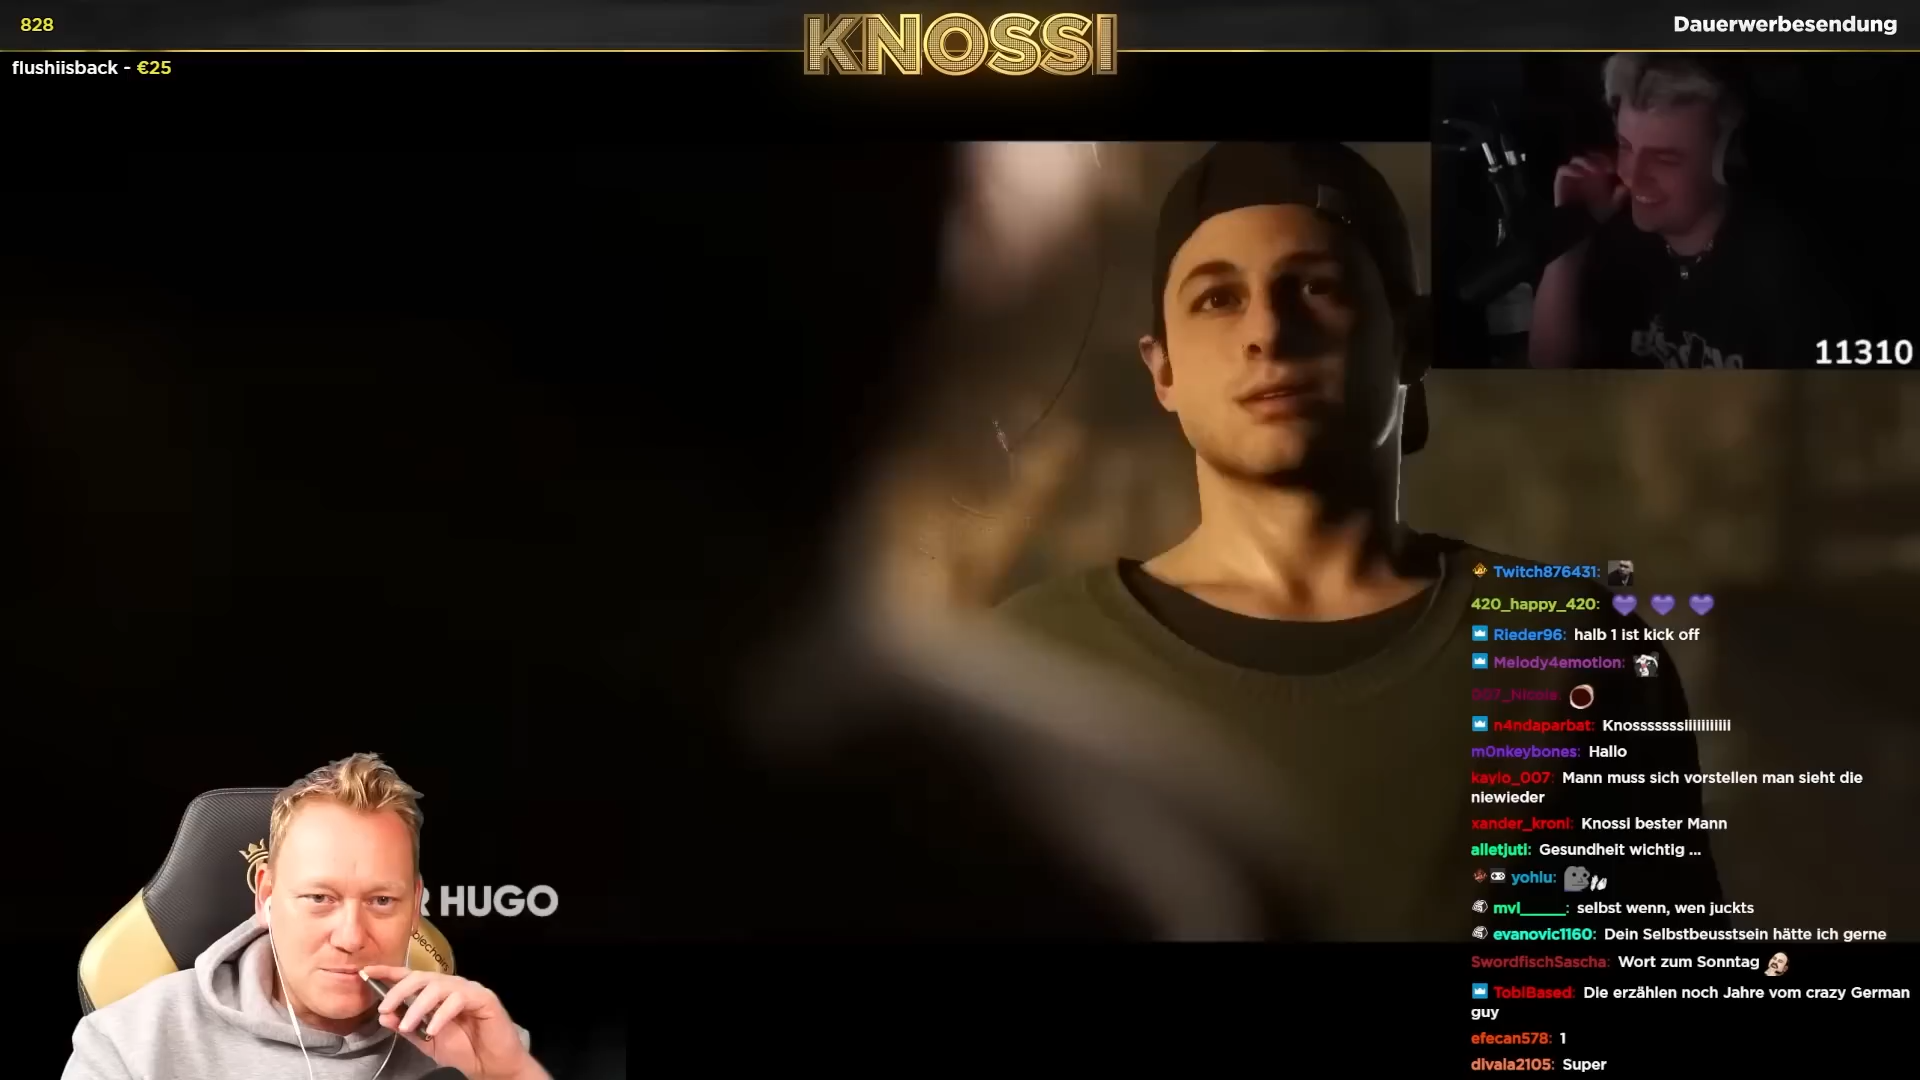 828
KNOSSI
Dauerwerbesendung
flushiisback - €25
11310
Twitch876431:
420_happy_420:
Rieder96: halb 1 ist kick off
Melody4emotion:
007_Nicole:
n4ndaparbat: Knosssssssiiiiiiiiiii
m0nkeybones: Hallo
kaylo_007: Mann muss sich vorstellen man sieht die
niewieder
xander_kroni: Knossi bester Mann
alletjuti: Gesundheit wichtig ...
yohlu:
mvl_____: selbst wenn, wen juckts
R HUGO
evanovic1160: Dein Selbstbeusstsein hätte ich gerne
SwordfischSascha: Wort zum Sonntag
TobiBased: Die erzählen noch Jahre vom crazy German
guy
efecan578: 1
divala2105: Super